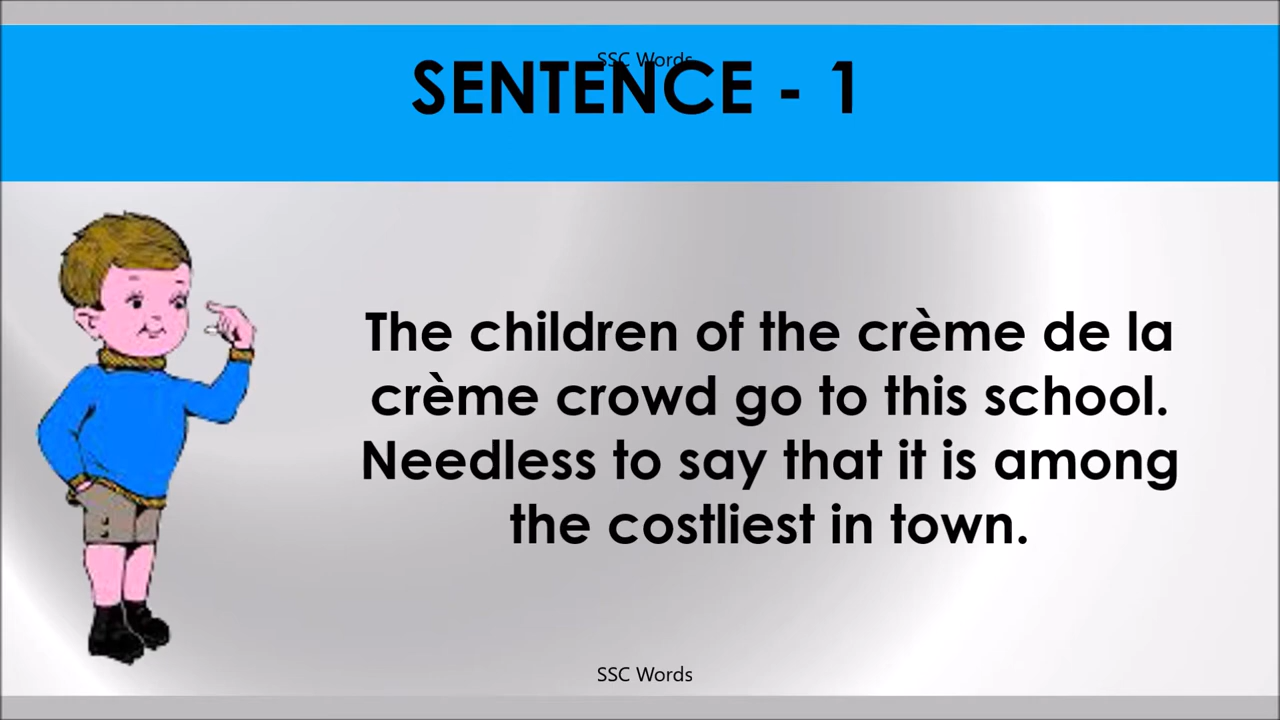 SSC Words
SENTENCE - 1
The children of the crème de la
crème crowd go to this school.
Needless to say that it is among
the costliest in town.
SSC Words